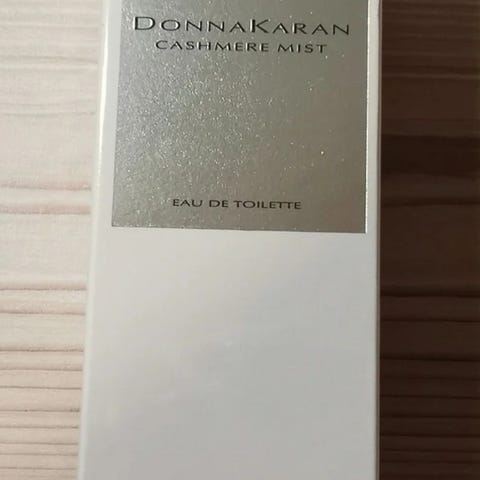 DONNAKARAN
CASHMERE MIST
EAU DE TOILETTE